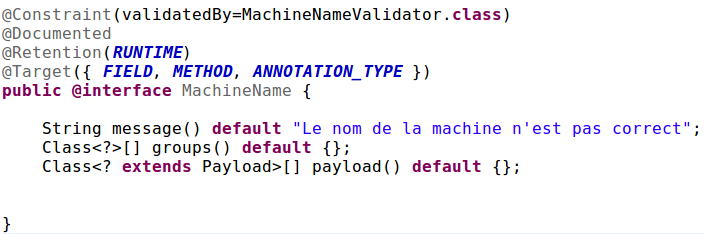 @Constraint(validatedBy=MachineNameValidator.class)
@Documented
@Retention(RUNTIME)
@Target({ FIELD, METHOD, ANNOTATION_TYPE })
public @interface MachineName {
String message() default "Le nom de la machine n'est pas correct";
Class<?>[] groups() default {};
Class<? extends Payload>[] payload() default {};
}